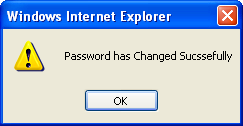 Windows Internet Explorer
Password has Changed Sucssefully
OK